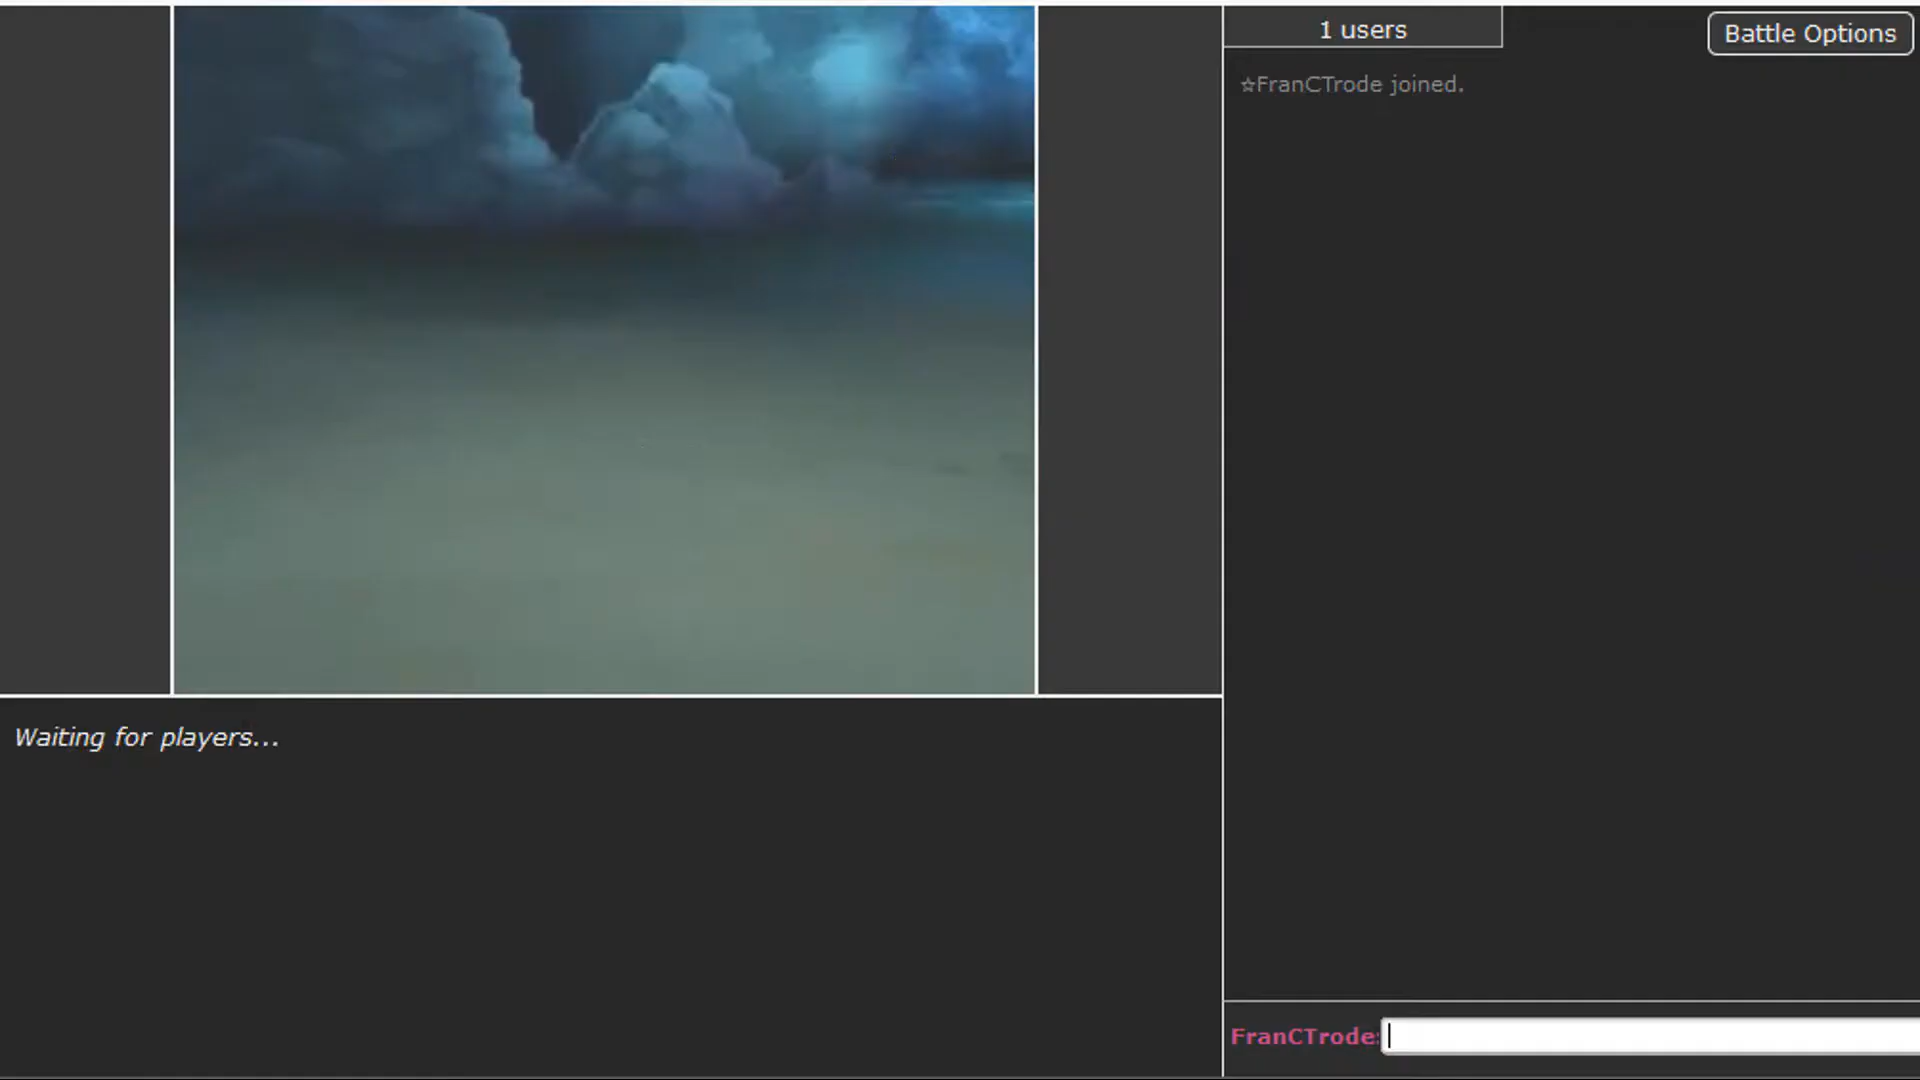 1 users
Battle Options
☆FranCTrode joined.
Waiting for players...
FranCTrode: